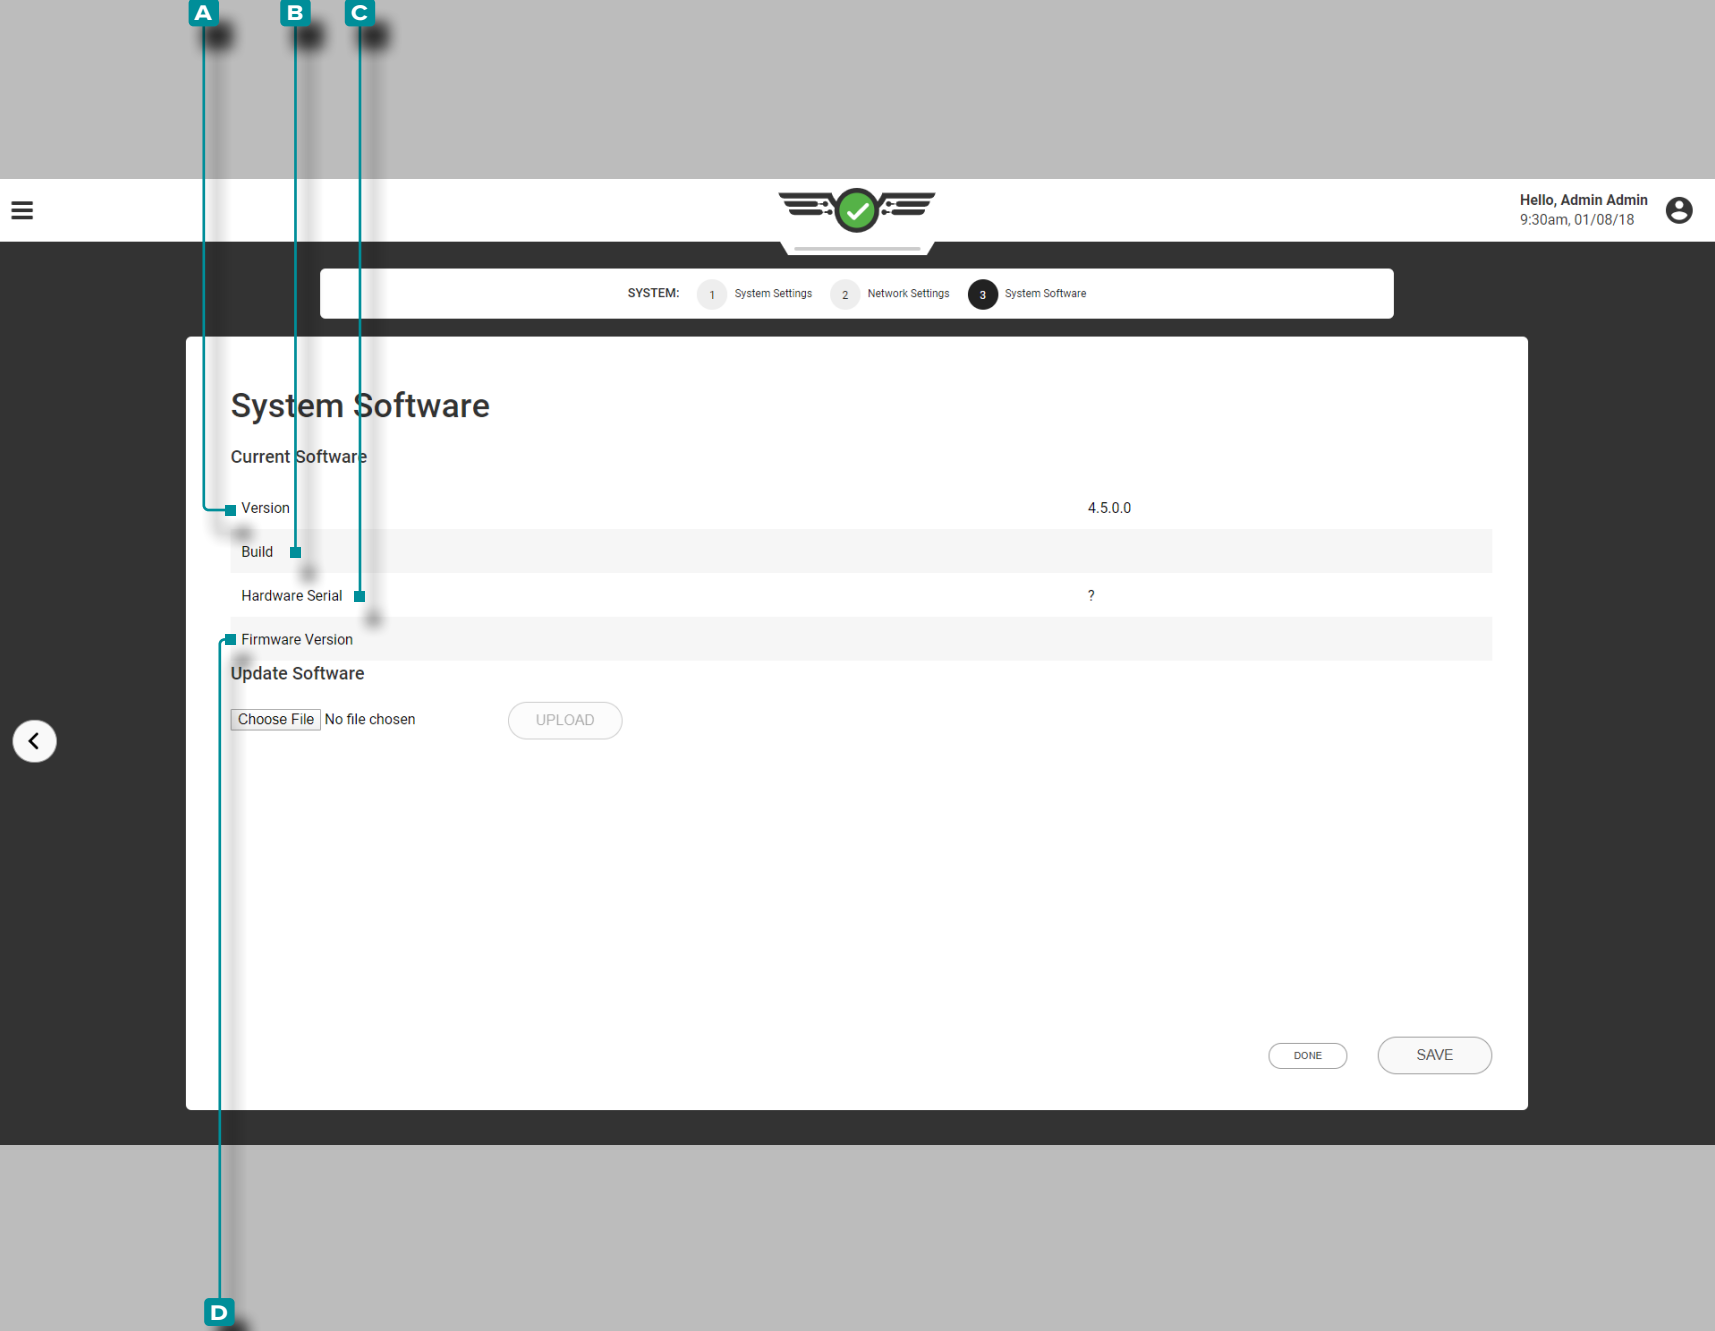 A B C
Hello, Admin Admin
9:30am, 01/08/18
SYSTEM: 1 System Settings 2 Network Settings 3 System Software
System Software
Current Software
Version 4.5.0.0
Build
Hardware Serial ?
Firmware Version
Update Software
Choose File No file chosen UPLOAD
DONE SAVE
D